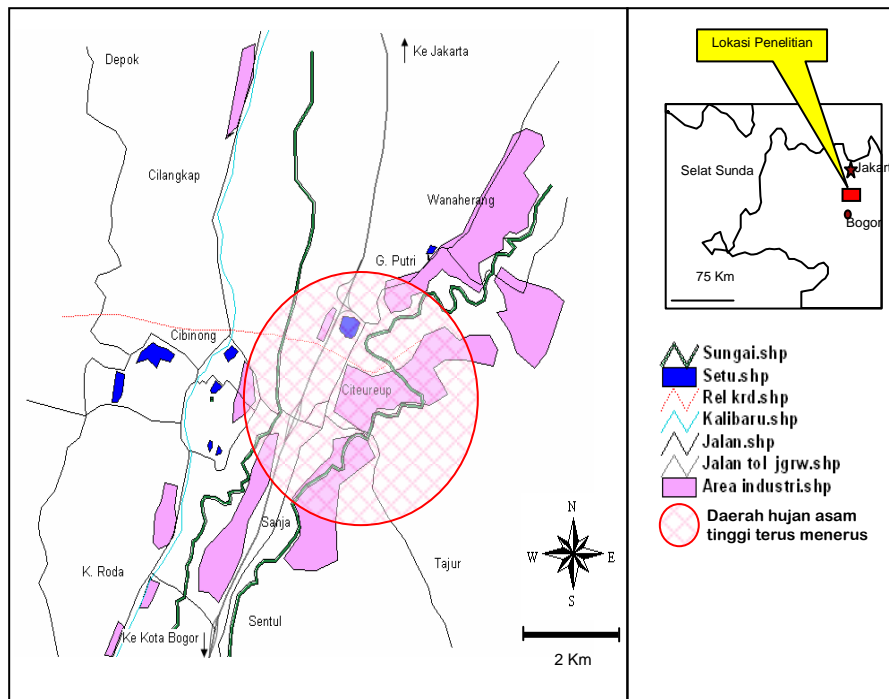 Depok
Ke Jakarta
Cilangkap
Wanaherang
G. Putri
Cibinong
Citeureup
Sanja
K. Roda
Tajur
Sentul
Ke Kota Bogor
N
W
E
S
2 Km
Lokasi Penelitian
Selat Sunda
Jakart
Bogor
75 Km
Sungai.shp
Setu.shp
Rel krd.shp
Kalibaru.shp
Jalan.shp
Jalan tol jgrw.shp
Area industri.shp
Daerah hujan asam
tinggi terus menerus